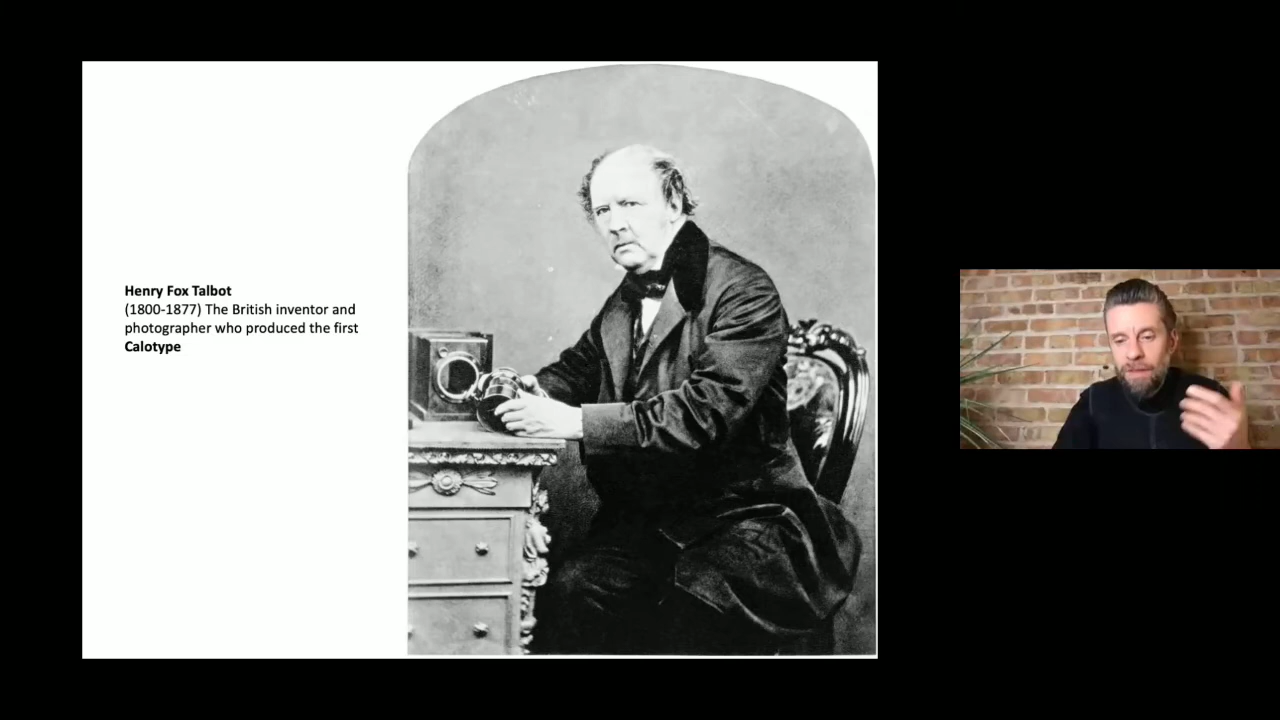 Henry Fox Talbot
(1800-1877) The British inventor and
photographer who produced the first
Calotype